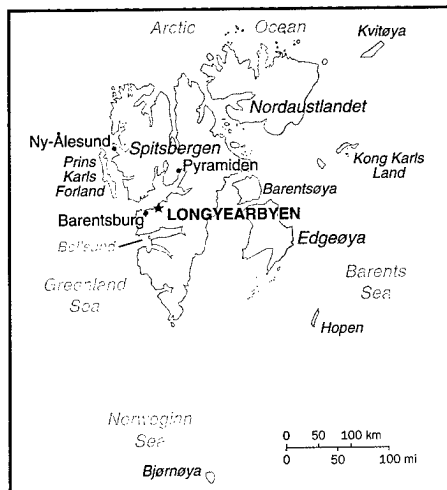 Arctic Ocean
Kvitøya
Nordaustlandet
Ny-Ålesund
Spitsbergen
Prins
Karls
Forland
Pyramiden
Kong Karls
Land
Barentsøya
Barentsburg
LONGYEARBYEN
Bellsund
Edgeøya
Greenland
Sea
Barents
Sea
Hopen
Norwegian
Sea
Bjørnøya
0 50 100 km
0 50 100 mi